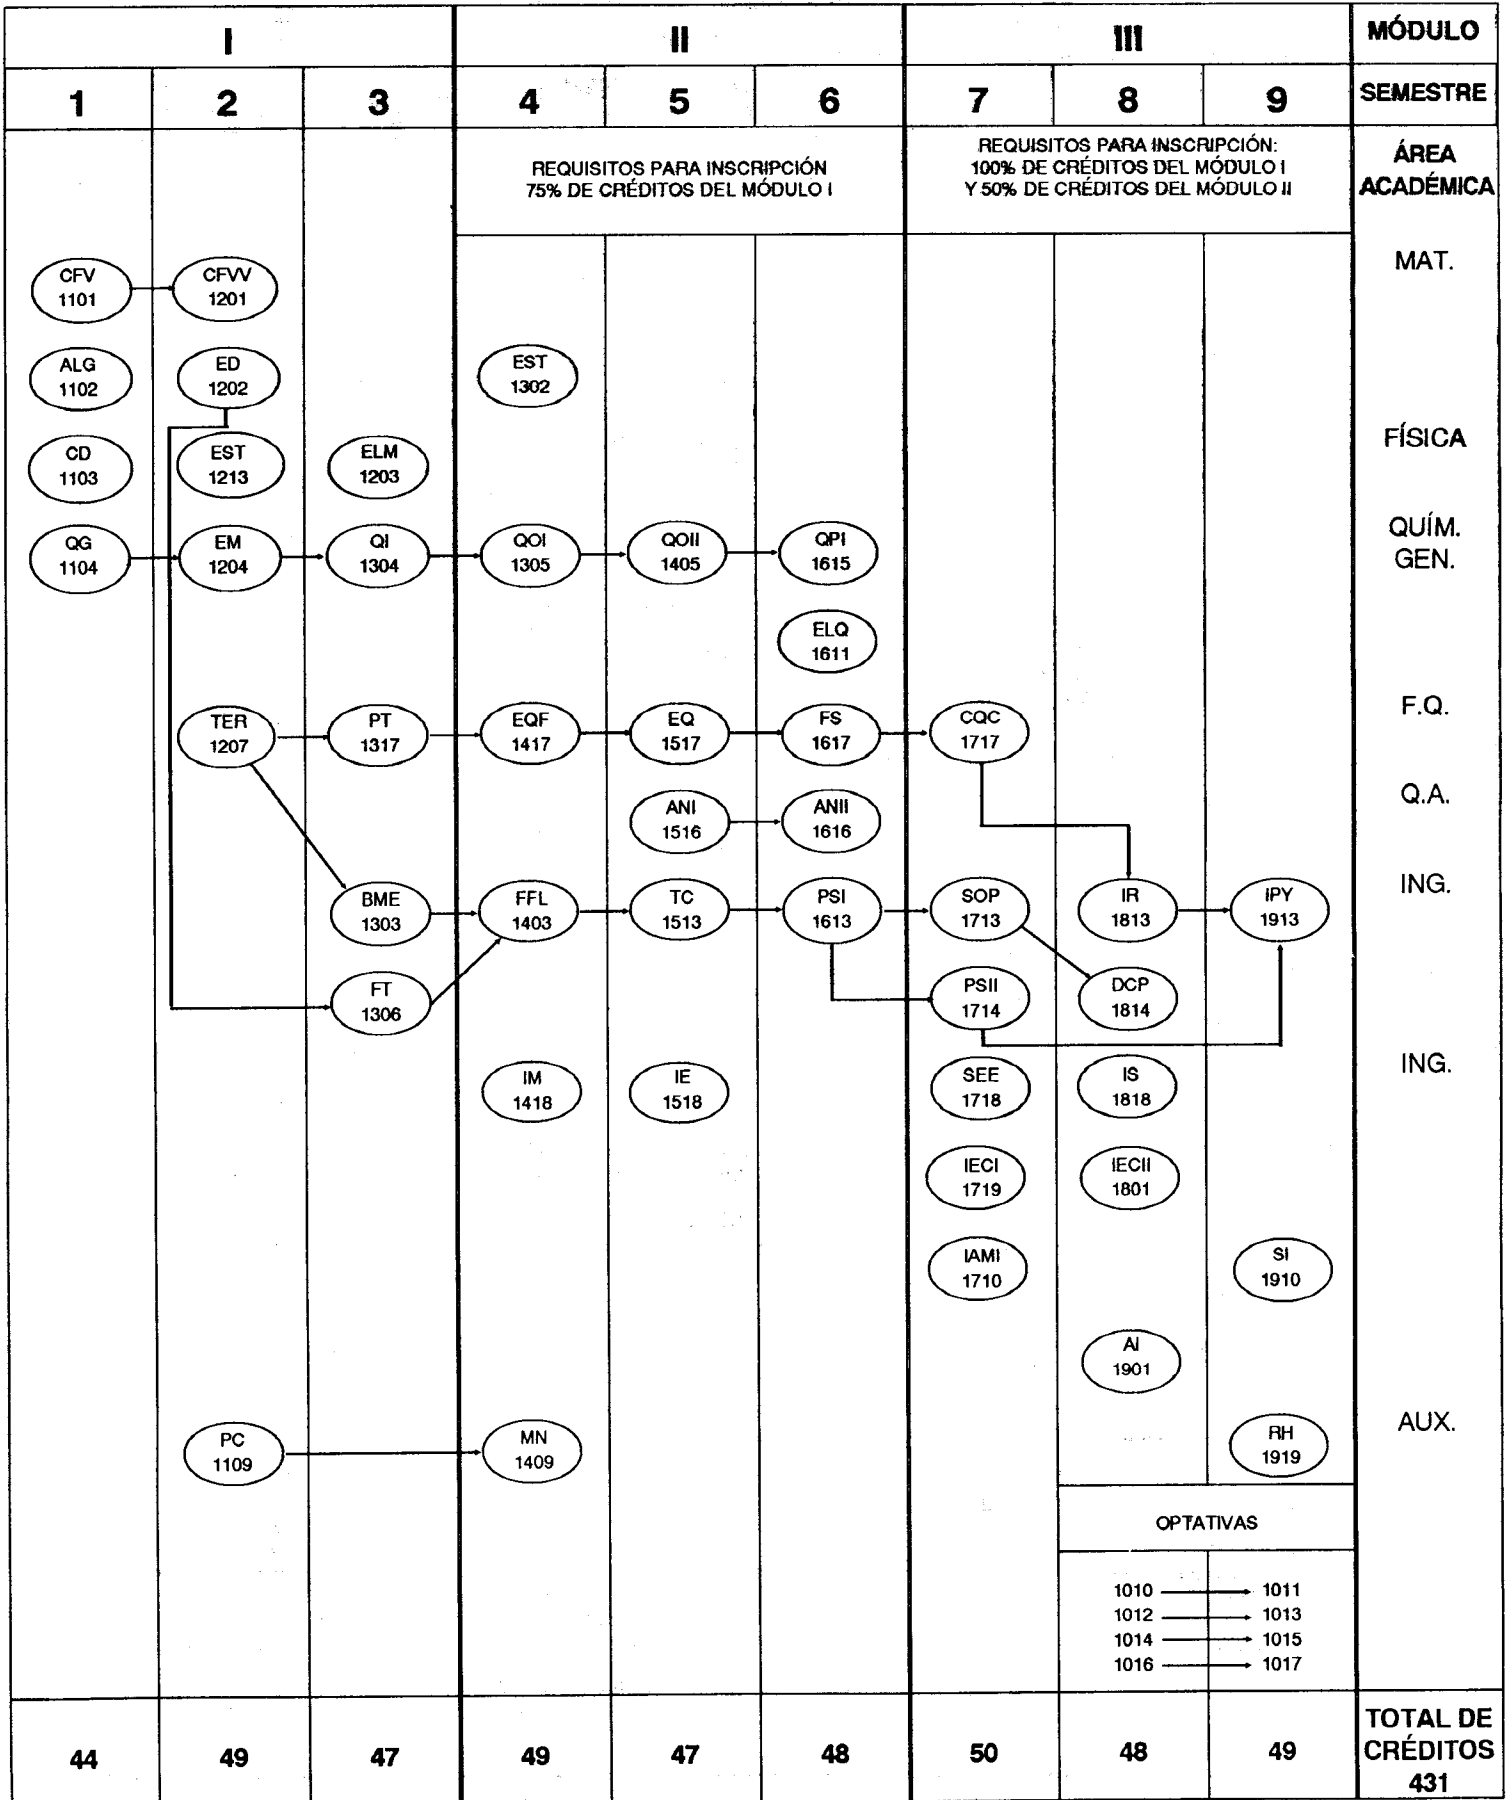 I
II
III
MÓDULO
1
2
3
4
5
6
7
8
9
SEMESTRE
REQUISITOS PARA INSCRIPCIÓN
75% DE CRÉDITOS DEL MÓDULO I
REQUISITOS PARA INSCRIPCIÓN:
100% DE CRÉDITOS DEL MÓDULO I
Y 50% DE CRÉDITOS DEL MÓDULO II
ÁREA
ACADÉMICA
CFV
1101
CFVV
1201
MAT.
ALG
1102
ED
1202
EST
1302
CD
1103
EST
1213
ELM
1203
FÍSICA
QG
1104
EM
1204
QI
1304
QOI
1305
QOII
1405
QPI
1615
QUÍM.
GEN.
ELQ
1611
TER
1207
PT
1317
EQF
1417
EQ
1517
FS
1617
CQC
1717
F.Q.
ANI
1516
ANII
1616
Q.A.
BME
1303
FFL
1403
TC
1513
PSI
1613
SOP
1713
IR
1813
IPY
1913
ING.
FT
1306
PSII
1714
DCP
1814
IM
1418
IE
1518
SEE
1718
IS
1818
ING.
IECI
1719
IECII
1801
IAMI
1710
SI
1910
AI
1901
PC
1109
MN
1409
RH
1919
AUX.
OPTATIVAS
1010 1011
1012 1013
1014 1015
1016 1017
44
49
47
49
47
48
50
48
49
TOTAL DE
CRÉDITOS
431